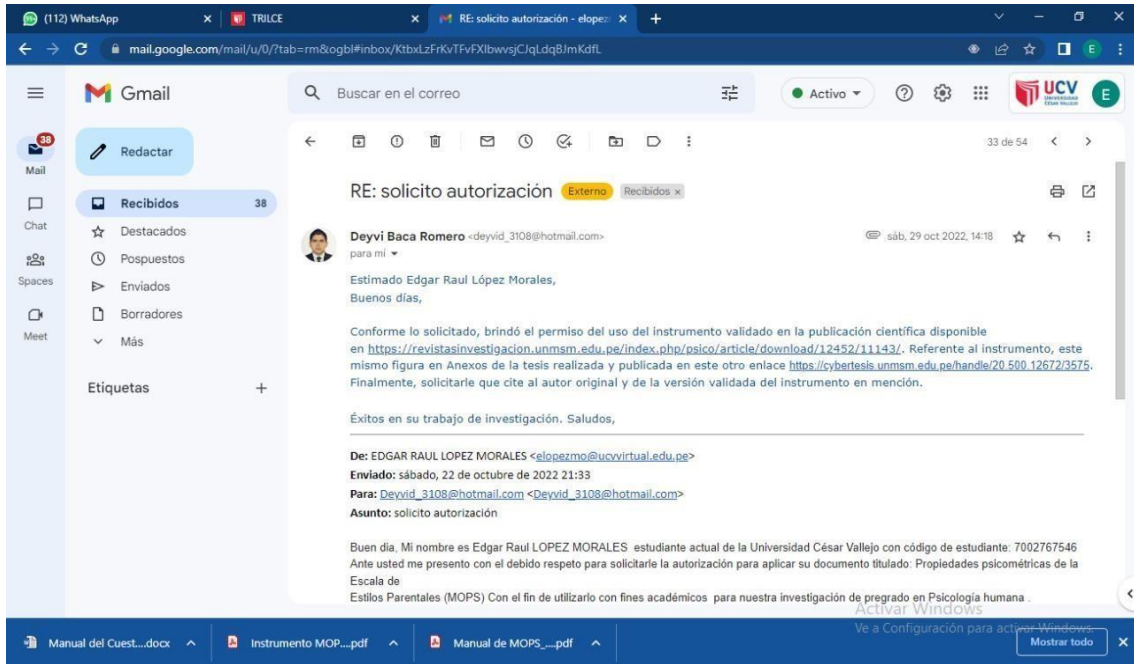 (112) WhatsApp
TRILCE
RE: solicito autorización - elopez
mail.google.com/mail/u/0/?tab=rm&ogbl#inbox/KtbxLzFrKvTFvFXlbwvsjCJqLdqBJmKdfL
E
Gmail
Buscar en el correo
Activo
UCV
UNIVERSIDAD
CÉSAR VALLEJO
E
38
Mail
Chat
Spaces
Meet
Redactar
Recibidos 38
Destacados
Pospuestos
Enviados
Borradores
Más
Etiquetas
33 de 54
RE: solicito autorización Externo Recibidos x
Deyvi Baca Romero <deyvid_3108@hotmail.com>
sáb, 29 oct 2022, 14:18
para mí
Estimado Edgar Raul López Morales,
Buenos días,
Conforme lo solicitado, brindó el permiso del uso del instrumento validado en la publicación científica disponible
en https://revistasinvestigacion.unmsm.edu.pe/index.php/psico/article/download/12452/11143/. Referente al instrumento, este
mismo figura en Anexos de la tesis realizada y publicada en este otro enlace https://cybertesis.unmsm.edu.pe/handle/20.500.12672/3575.
Finalmente, solicitarle que cite al autor original y de la versión validada del instrumento en mención.
Éxitos en su trabajo de investigación. Saludos,
De: EDGAR RAUL LOPEZ MORALES <elopezmo@ucvvirtual.edu.pe>
Enviado: sábado, 22 de octubre de 2022 21:33
Para: Deyvid_3108@hotmail.com <Deyvid_3108@hotmail.com>
Asunto: solicito autorización
Buen dia, Mi nombre es Edgar Raul LOPEZ MORALES estudiante actual de la Universidad César Vallejo con código de estudiante: 7002767546
Ante usted me presento con el debido respeto para solicitarle la autorización para aplicar su documento titulado: Propiedades psicométricas de la
Escala de
Estilos Parentales (MOPS) Con el fin de utilizarlo con fines académicos para nuestra investigación de pregrado en Psicología humana .
Activar Windows
Ve a Configuración para activar Windows.
Manual del Cuest....docx
Instrumento MOP....pdf
Manual de MOPS_....pdf
Mostrar todo